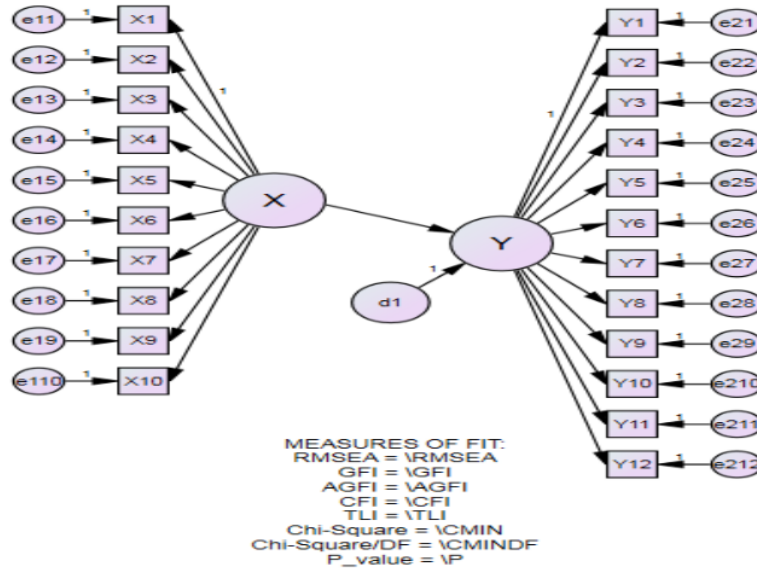 e11 1 X1
e12 1 X2
e13 1 X3
e14 1 X4
e15 1 X5
e16 1 X6
e17 1 X7
e18 1 X8
e19 1 X9
e110 1 X10
1
X
Y
1
d1
1
Y1 1 e21
Y2 1 e22
Y3 1 e23
Y4 1 e24
Y5 1 e25
Y6 1 e26
Y7 1 e27
Y8 1 e28
Y9 1 e29
Y10 1 e210
Y11 1 e211
Y12 1 e212
MEASURES OF FIT:
RMSEA = \RMSEA
GFI = \GFI
AGFI = \AGFI
CFI = \CFI
TLI = \TLI
Chi-Square = \CMIN
Chi-Square/DF = \CMINDF
P_value = \P